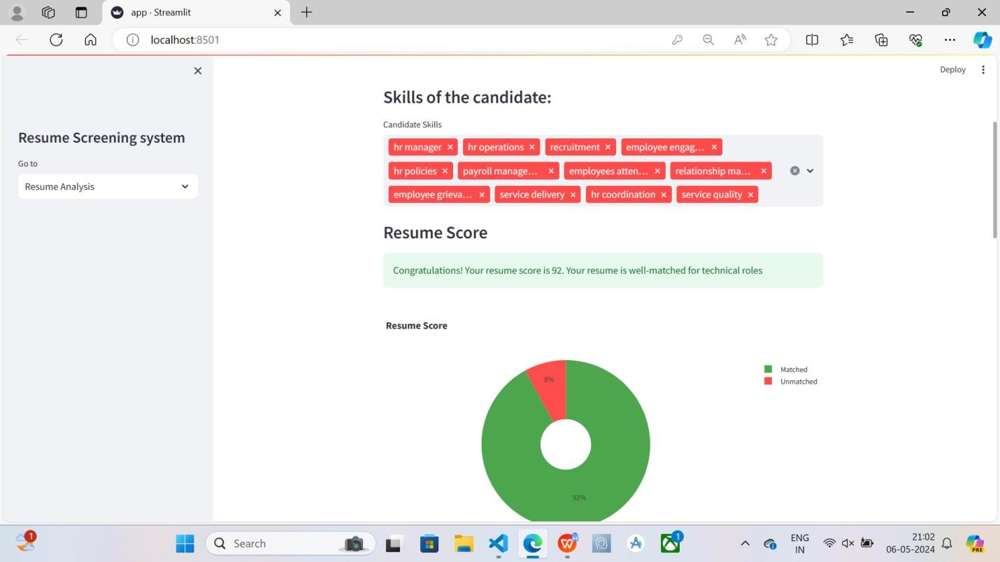 app · Streamlit
localhost:8501
Deploy
Resume Screening system
Go to
Resume Analysis
Skills of the candidate:
Candidate Skills
hr manager × hr operations × recruitment × employee engag... ×
hr policies × payroll manage... × employees atten... × relationship ma... ×
employee grieva... × service delivery × hr coordination × service quality ×
Resume Score
Congratulations! Your resume score is 92. Your resume is well-matched for technical roles
Resume Score
Matched
Unmatched
8%
92%
1
Search
1
ENG
IN
21:02
06-05-2024
PRE